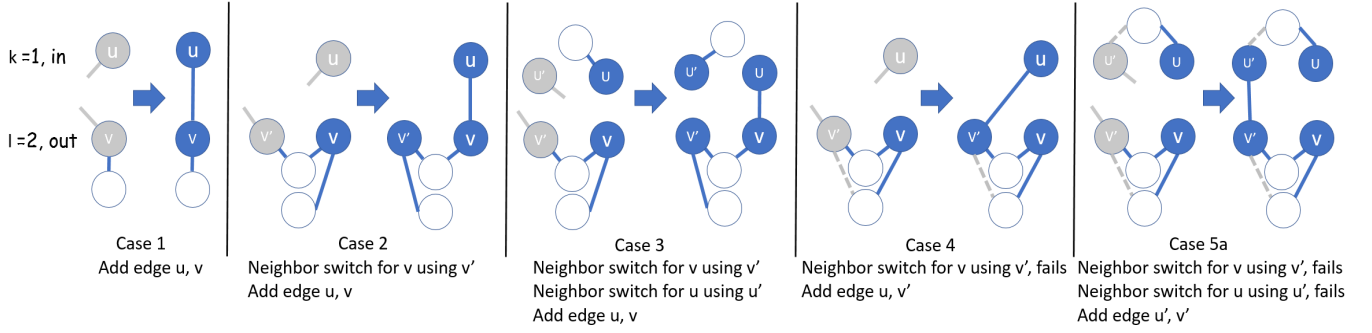 k =1, in
l =2, out
u
u
v
v
Case 1
Add edge u, v
u
u
v'
v
v'
v
Case 2
Neighbor switch for v using v'
Add edge u, v
U'
U
U'
U
V'
V
V'
V
Case 3
Neighbor switch for v using v'
Neighbor switch for u using u'
Add edge u, v
u
u
V'
v
V'
v
Case 4
Neighbor switch for v using v', fails
Add edge u, v'
U'
U
U'
U
V'
v
V'
v
Case 5a
Neighbor switch for v using v', fails
Neighbor switch for u using u', fails
Add edge u', v'